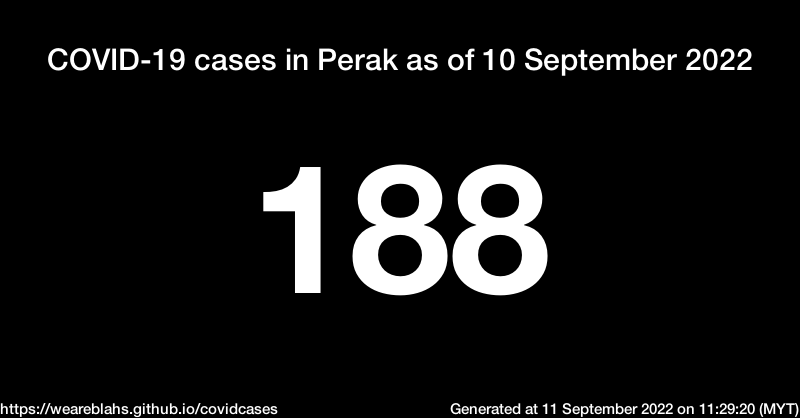 COVID-19 cases in Perak as of 10 September 2022
188
https://weareblahs.github.io/covidcases
Generated at 11 September 2022 on 11:29:20 (MYT)